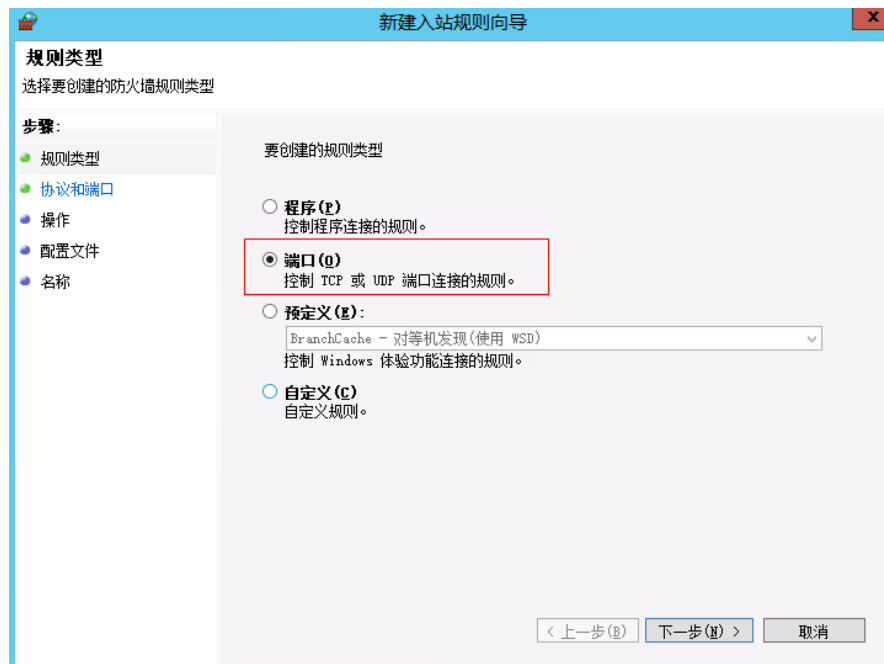 新建入站规则向导
x
规则类型
选择要创建的防火墙规则类型
步骤:
规则类型
协议和端口
操作
配置文件
名称
要创建的规则类型
程序(P)
控制程序连接的规则。
端口(O)
控制 TCP 或 UDP 端口连接的规则。
预定义(E):
BranchCache - 对等机发现(使用 WSD)
控制 Windows 体验功能连接的规则。
自定义(C)
自定义规则。
< 上一步(B)
下一步(N) >
取消